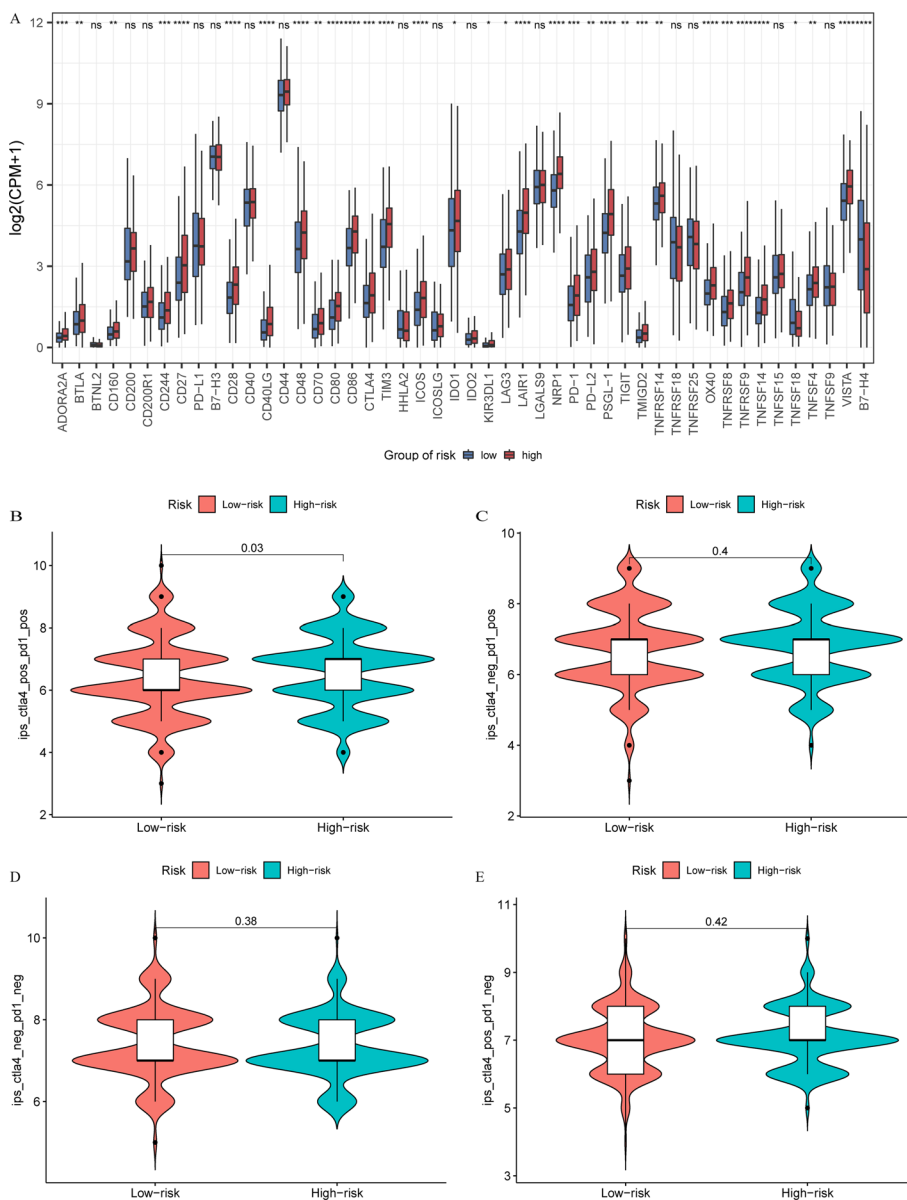 A
*** ** ns ** ns ns *** **** ns ns **** ns **** ns **** ** **** **** *** **** ns **** ns * ns * * **** ns **** *** ** **** ** *** ** ns ns **** **** **** **** ns * ** ns **** ****
12
9
6
3
0
log2(CPM+1)
ADORA2A
BTLA
BTNL2
CD160
CD200
CD200R1
CD244
CD27
PD-L1
B7-H3
CD28
CD40
CD40LG
CD44
CD48
CD70
CD80
CD86
CTLA4
TIM3
HHLA2
ICOS
ICOSLG
IDO1
IDO2
KIR3DL1
LAG3
LAIR1
LGALS9
NRP1
PD-1
PD-L2
PSGL-1
TIGIT
TMIGD2
TNFRSF14
TNFRSF18
TNFRSF25
OX40
TNFRSF8
TNFRSF9
TNFSF14
TNFSF15
TNFSF18
TNFSF4
TNFSF9
VISTA
B7-H4
Group of risk low high
B
Risk Low-risk High-risk
0.03
10
8
6
4
2
ips_ctla4_pos_pd1_pos
Low-risk High-risk
C
Risk Low-risk High-risk
0.4
10
8
6
4
2
ips_ctla4_neg_pd1_pos
Low-risk High-risk
D
Risk Low-risk High-risk
0.38
10
8
6
ips_ctla4_neg_pd1_neg
Low-risk High-risk
E
Risk Low-risk High-risk
0.42
11
9
7
5
3
ips_ctla4_pos_pd1_neg
Low-risk High-risk